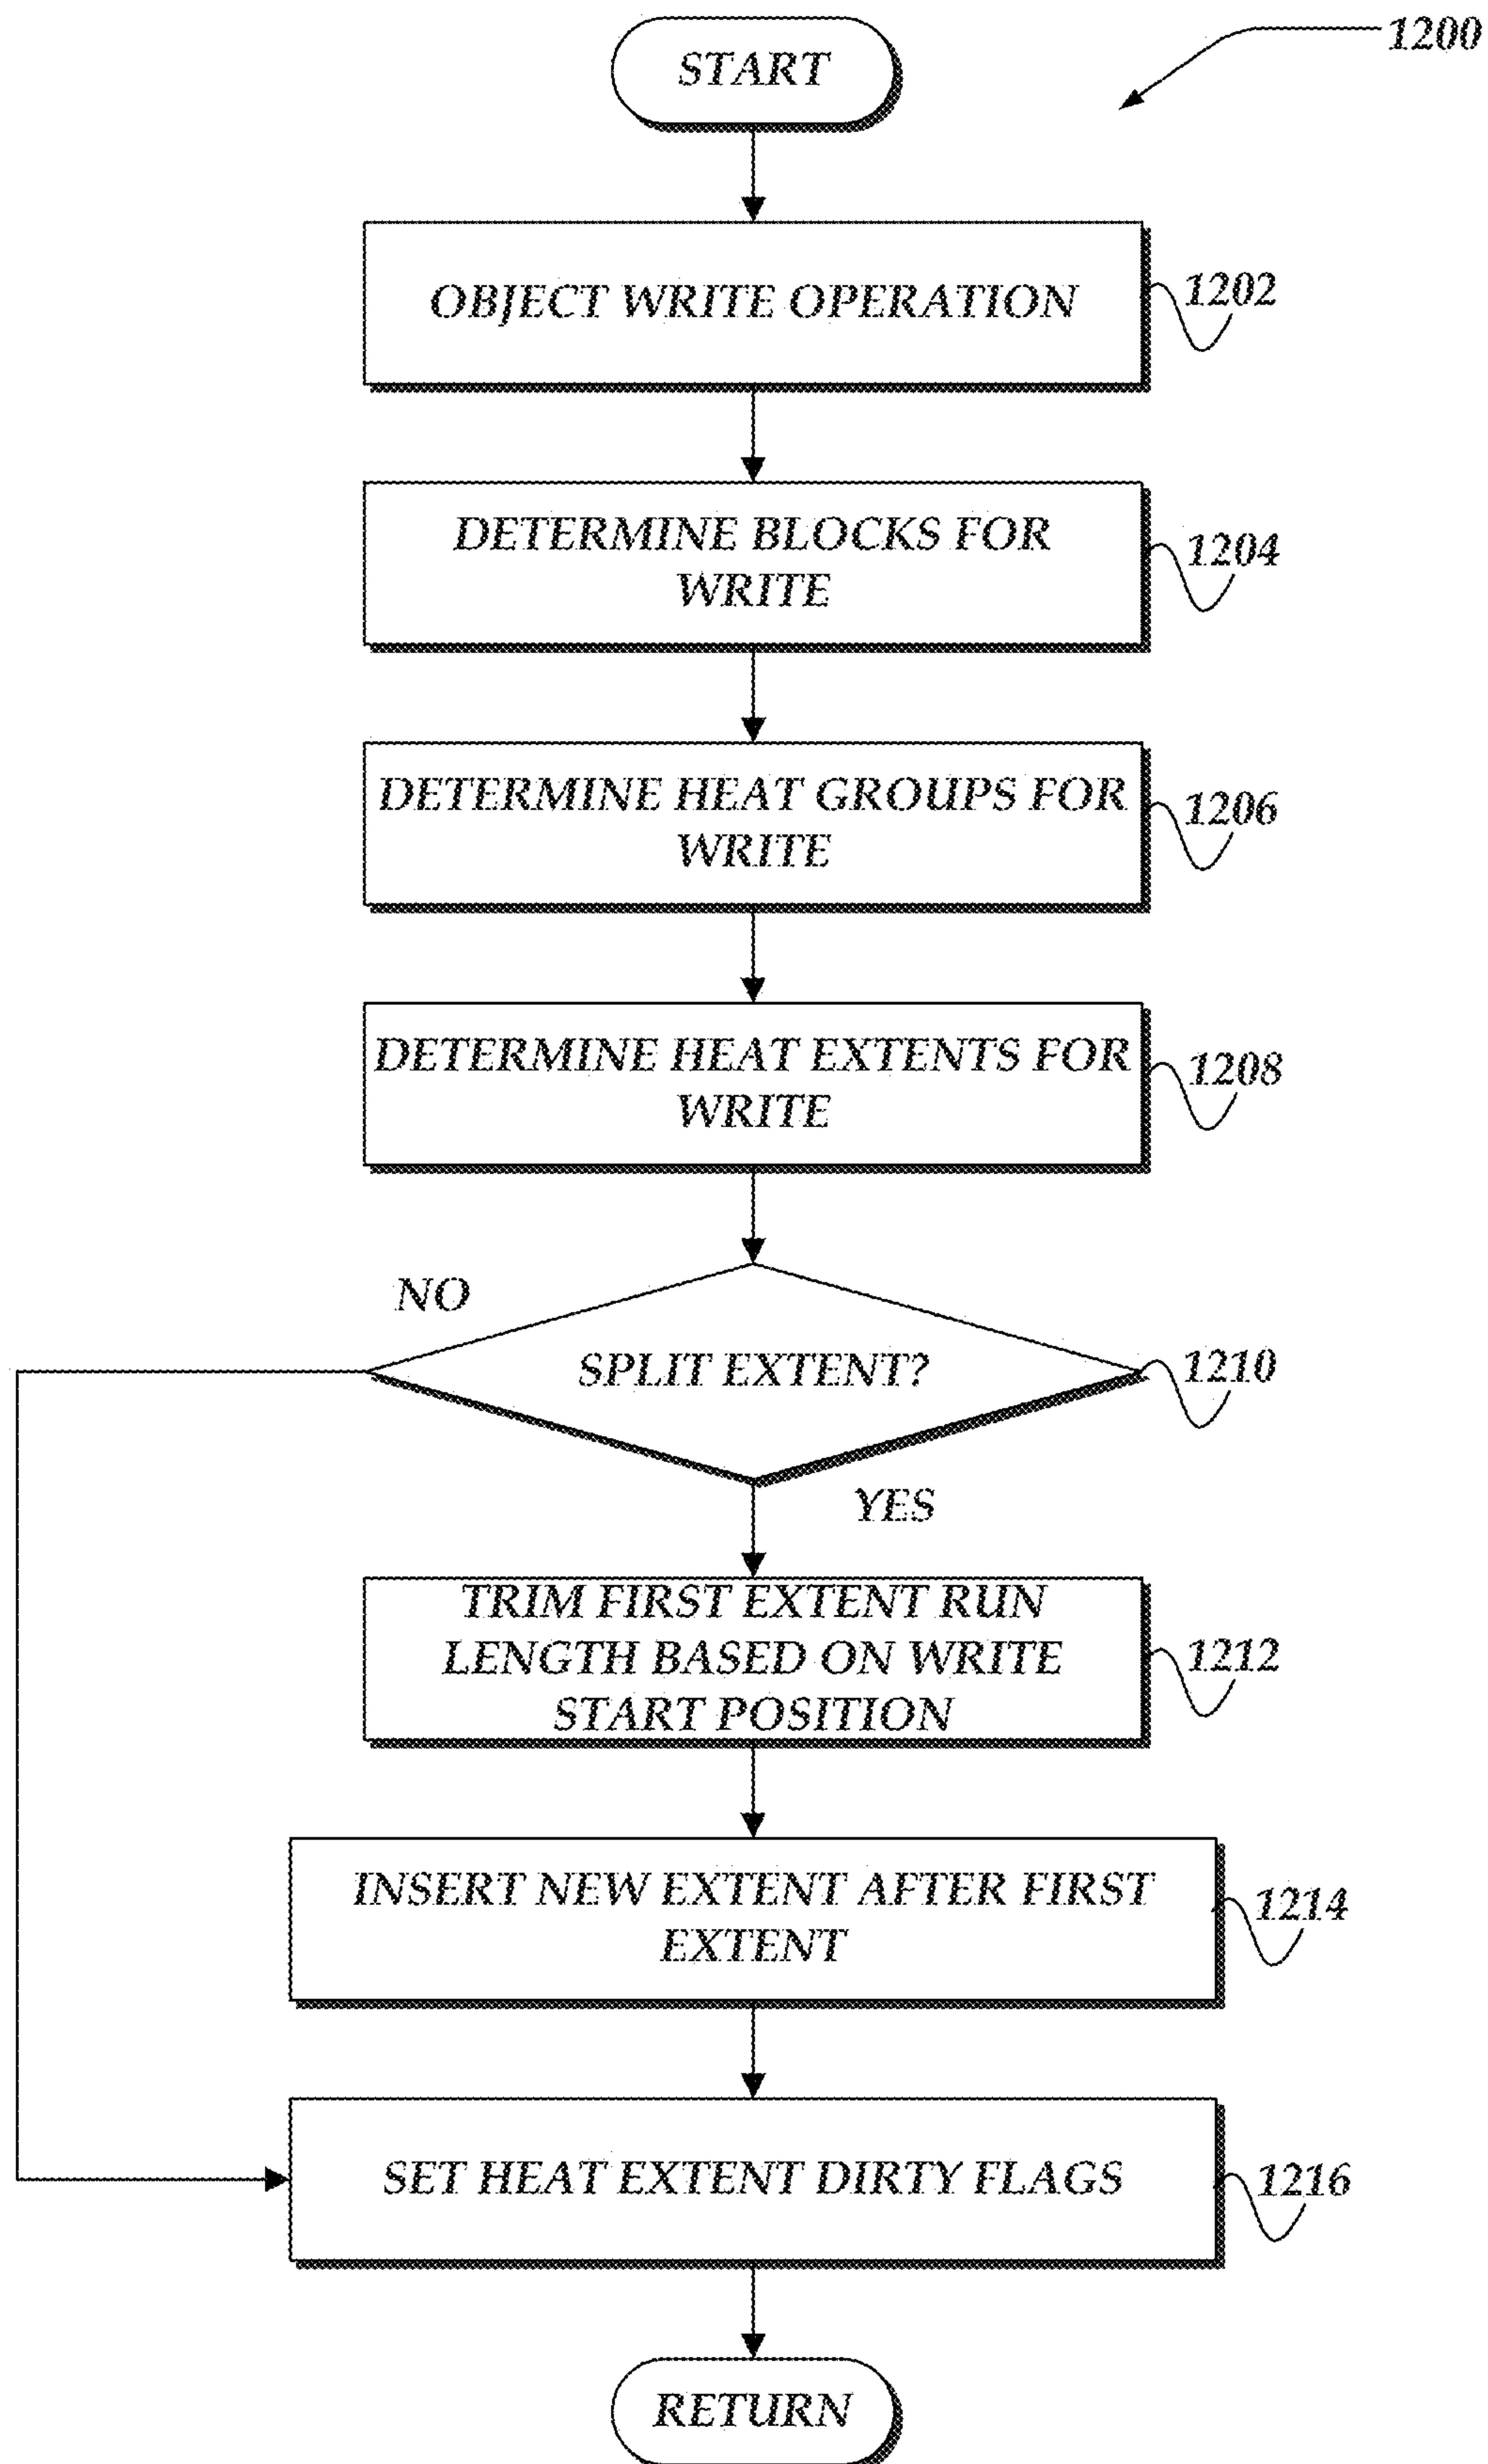 1200
START
OBJECT WRITE OPERATION
1202
DETERMINE BLOCKS FOR
WRITE
1204
DETERMINE HEAT GROUPS FOR
WRITE
1206
DETERMINE HEAT EXTENTS FOR
WRITE
1208
NO
SPLIT EXTENT?
1210
YES
TRIM FIRST EXTENT RUN
LENGTH BASED ON WRITE
START POSITION
1212
INSERT NEW EXTENT AFTER FIRST
EXTENT
1214
SET HEAT EXTENT DIRTY FLAGS
1216
RETURN